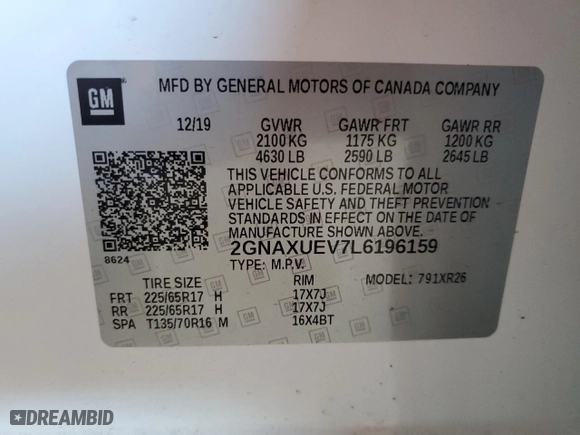 GM
MFD BY GENERAL MOTORS OF CANADA COMPANY
12/19 GVWR GAWR FRT GAWR RR
2100 KG 1175 KG 1200 KG
4630 LB 2590 LB 2645 LB
THIS VEHICLE CONFORMS TO ALL
APPLICABLE U.S. FEDERAL MOTOR
VEHICLE SAFETY AND THEFT PREVENTION
STANDARDS IN EFFECT ON THE DATE OF
MANUFACTURE SHOWN ABOVE.
8624
2GNAXUEV7L6196159
TYPE: M.P.V. MODEL: 791XR26
TIRE SIZE RIM
FRT 225/65R17 H 17X7J
RR 225/65R17 H 17X7J
SPA T135/70R16 M 16X4BT
DREAMBID